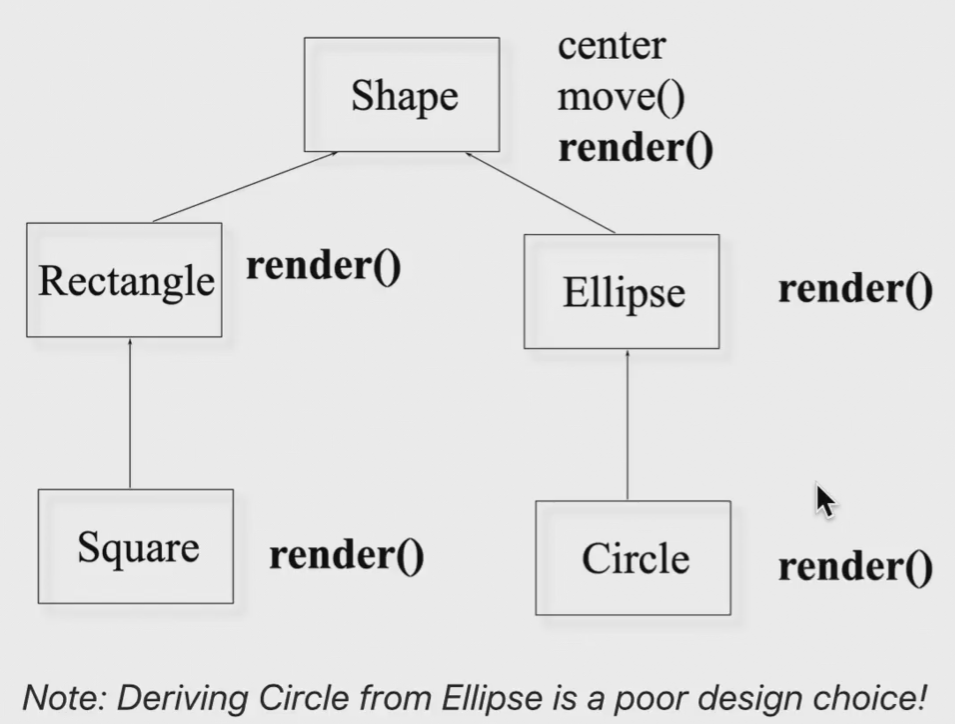 Shape
center
move()
render()
Rectangle
render()
Ellipse
render()
Square
render()
Circle
render()
Note: Deriving Circle from Ellipse is a poor design choice!